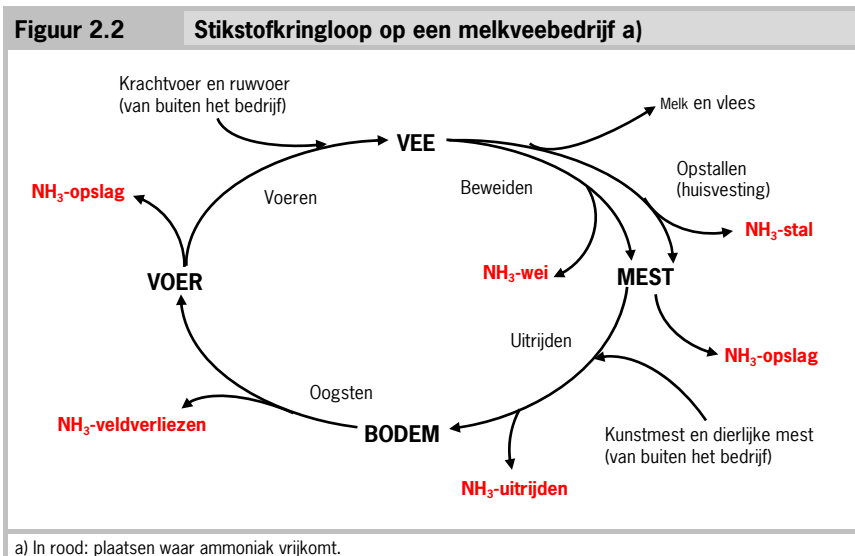 Figuur 2.2 Stikstofkringloop op een melkveebedrijf a)
Krachtvoer en ruwvoer
(van buiten het bedrijf)
Melk en vlees
VEE
Opstallen
(huisvesting)
NH₃-opslag
Voeren
Beweiden
NH₃-stal
VOER
NH₃-wei
MEST
Uitrijden
NH₃-opslag
Oogsten
NH₃-veldverliezen
BODEM
Kunstmest en dierlijke mest
(van buiten het bedrijf)
NH₃-uitrijden
a) In rood: plaatsen waar ammoniak vrijkomt.